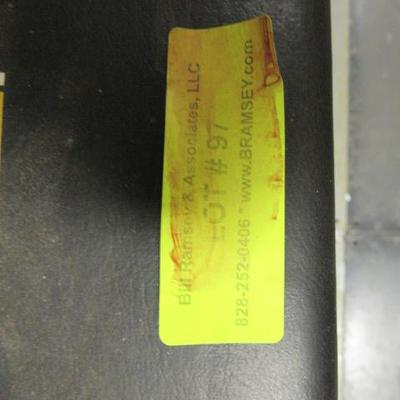 Bill Ramsey & Associates, LLC
LOT # 97
828-252-0406 * www.BRAMSEY.com